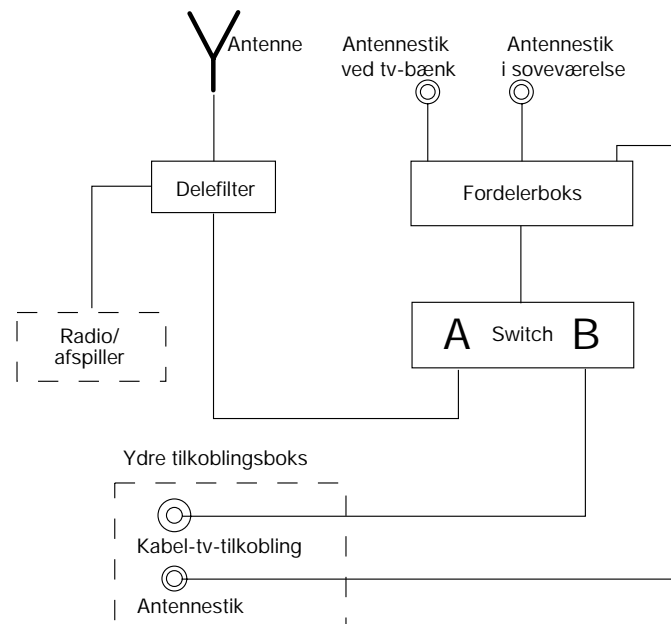 Antenne
Antennestik
ved tv-bænk
Antennestik
i soveværelse
Delefilter
Fordelerboks
Radio/
afspiller
A Switch B
Ydre tilkoblingsboks
Kabel-tv-tilkobling
Antennestik